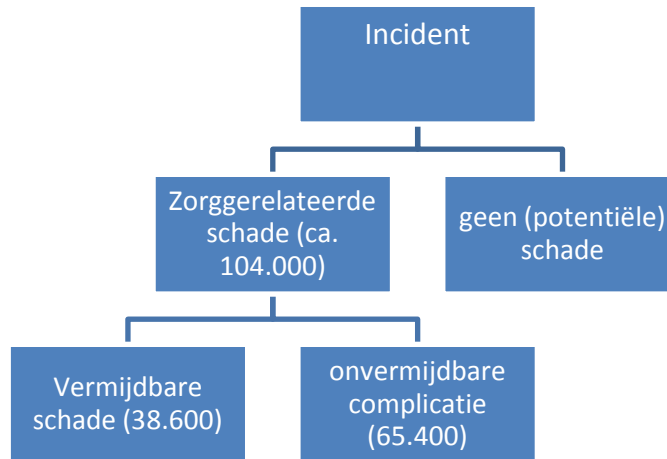 Incident
Zorggerelateerde
schade (ca.
104.000)
geen (potentiële)
schade
Vermijdbare
schade (38.600)
onvermijdbare
complicatie
(65.400)